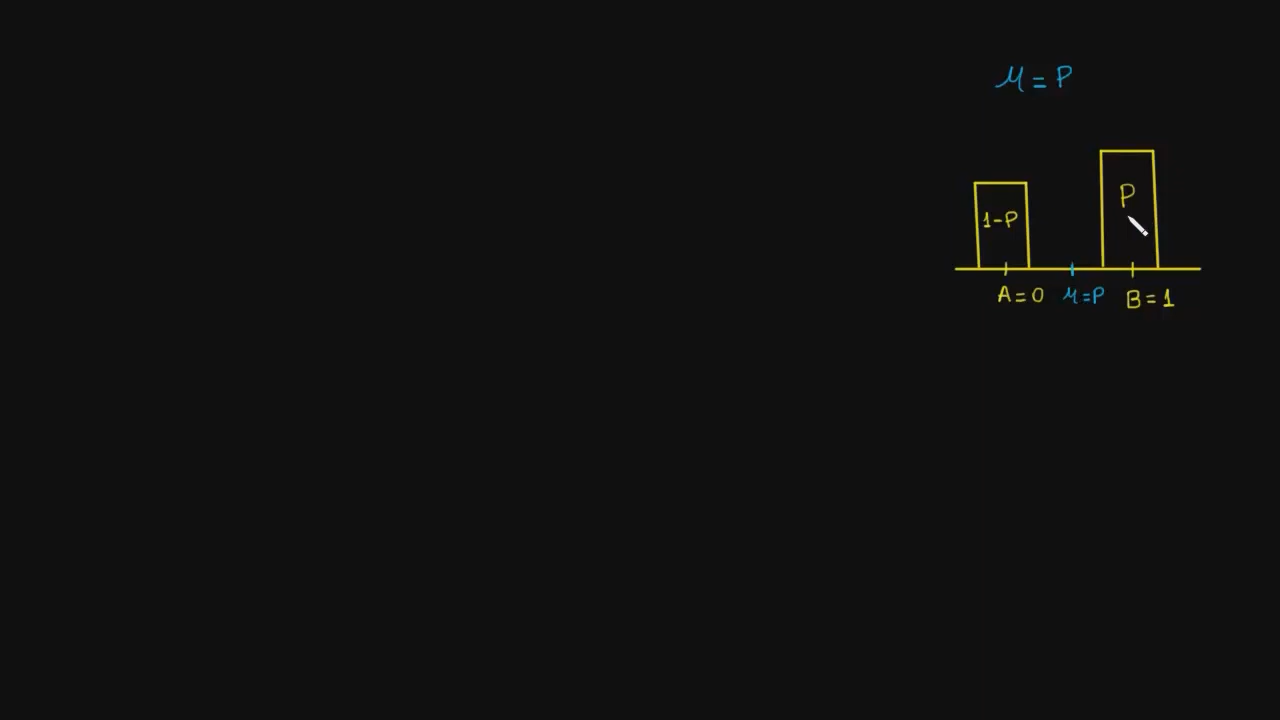 μ = P
1-P
P
A = 0
μ = P
B = 1